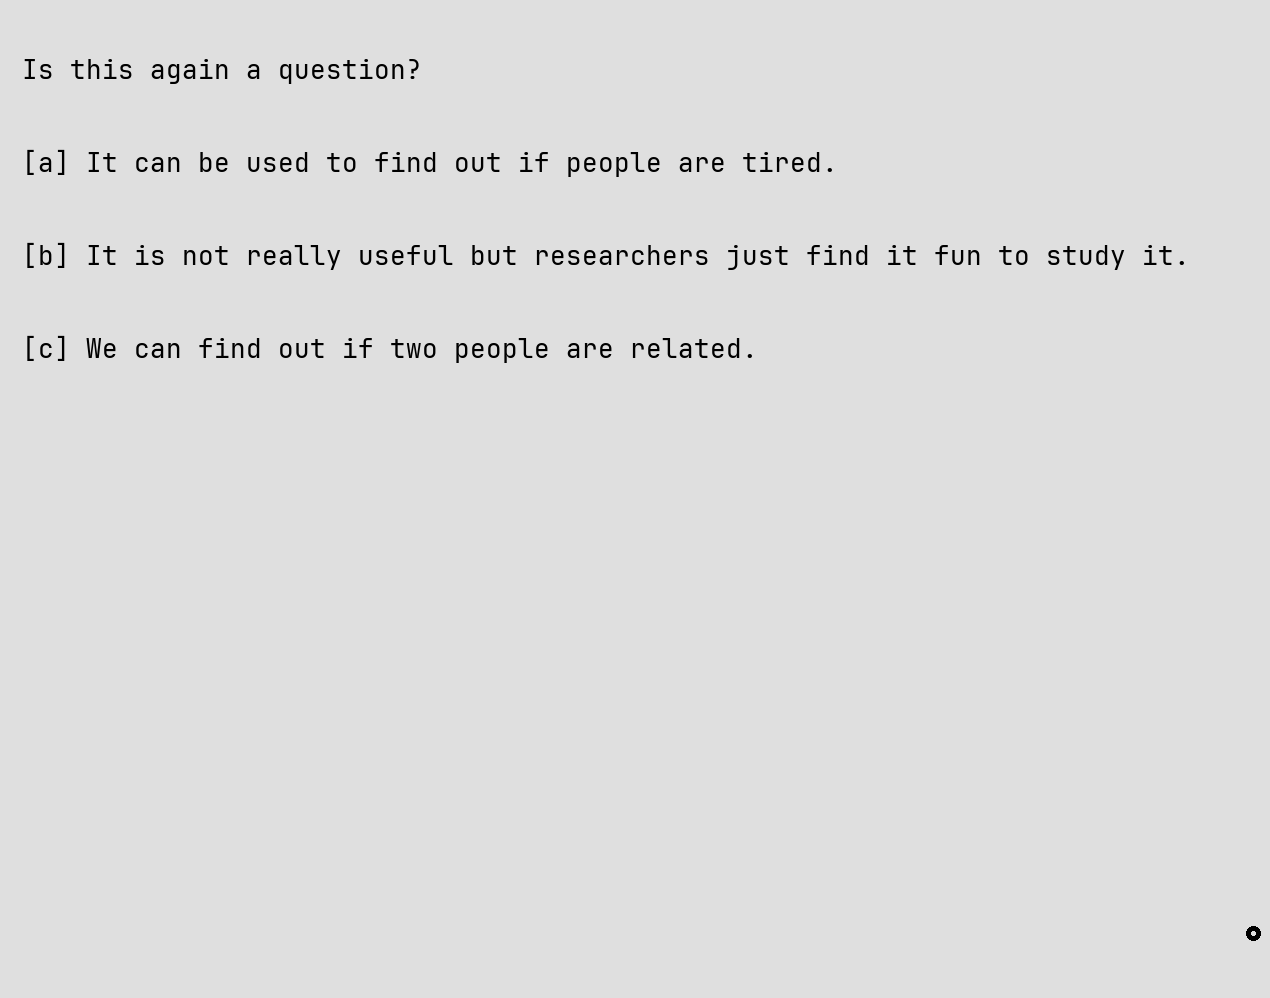 Is this again a question?
[a] It can be used to find out if people are tired.
[b] It is not really useful but researchers just find it fun to study it.
[c] We can find out if two people are related.